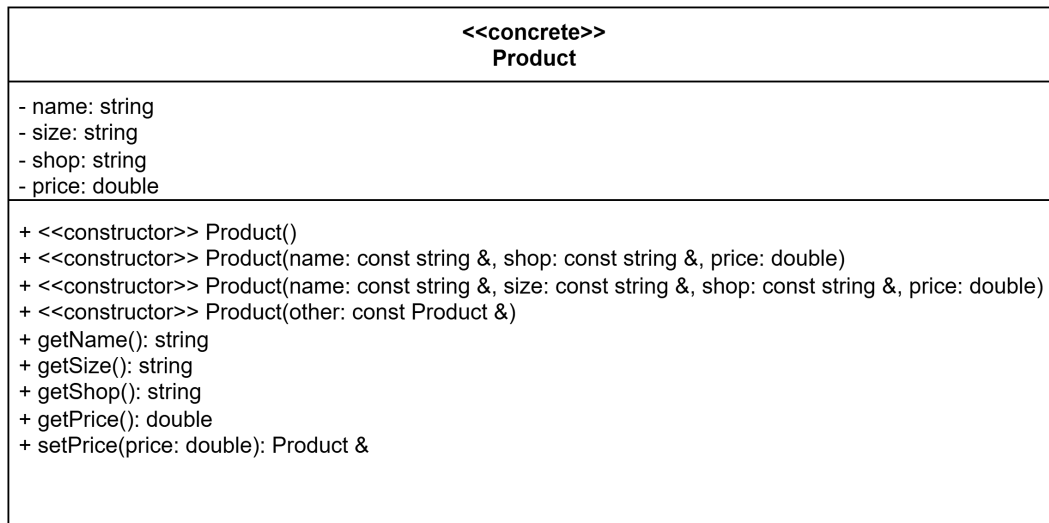 <<concrete>>
Product
- name: string
- size: string
- shop: string
- price: double
+ <<constructor>> Product()
+ <<constructor>> Product(name: const string &, shop: const string &, price: double)
+ <<constructor>> Product(name: const string &, size: const string &, shop: const string &, price: double)
+ <<constructor>> Product(other: const Product &)
+ getName(): string
+ getSize(): string
+ getShop(): string
+ getPrice(): double
+ setPrice(price: double): Product &